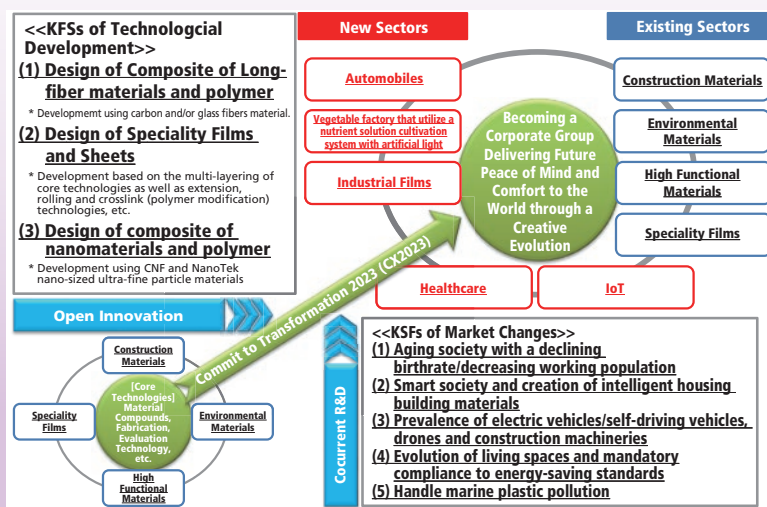 <<KFSs of Technologcial
Development>>
(1) Design of Composite of Long-
fiber materials and polymer
* Developmemt using carbon and/or glass fibers material.
(2) Design of Speciality Films
and Sheets
* Development based on the multi-layering of
core technologies as well as extension,
rolling and crosslink (polymer modification)
technologies, etc.
(3) Design of composite of
nanomaterials and polymer
* Development using CNF and NanoTek
nano-sized ultra-fine particle materials
New Sectors
Existing Sectors
Automobiles
Vegetable factory that utilize a
nutrient solution cultivation
system with artificial light
Industrial Films
Healthcare
IoT
Becoming a
Corporate Group
Delivering Future
Peace of Mind and
Comfort to the
World through a
Creative
Evolution
Construction Materials
Environmental
Materials
High Functional
Materials
Speciality Films
Commit to Transformation 2023 (CX2023)
Open Innovation
Construction
Materials
Speciality
Films
[Core
Technologies]
Material
Compounds,
Fabrication,
Evaluation
Technology,
etc.
Environmental
Materials
High
Functional
Materials
Cocurrent R&D
<<KSFs of Market Changes>>
(1) Aging society with a declining
birthrate/decreasing working population
(2) Smart society and creation of intelligent housing
building materials
(3) Prevalence of electric vehicles/self-driving vehicles,
drones and construction machineries
(4) Evolution of living spaces and mandatory
compliance to energy-saving standards
(5) Handle marine plastic pollution